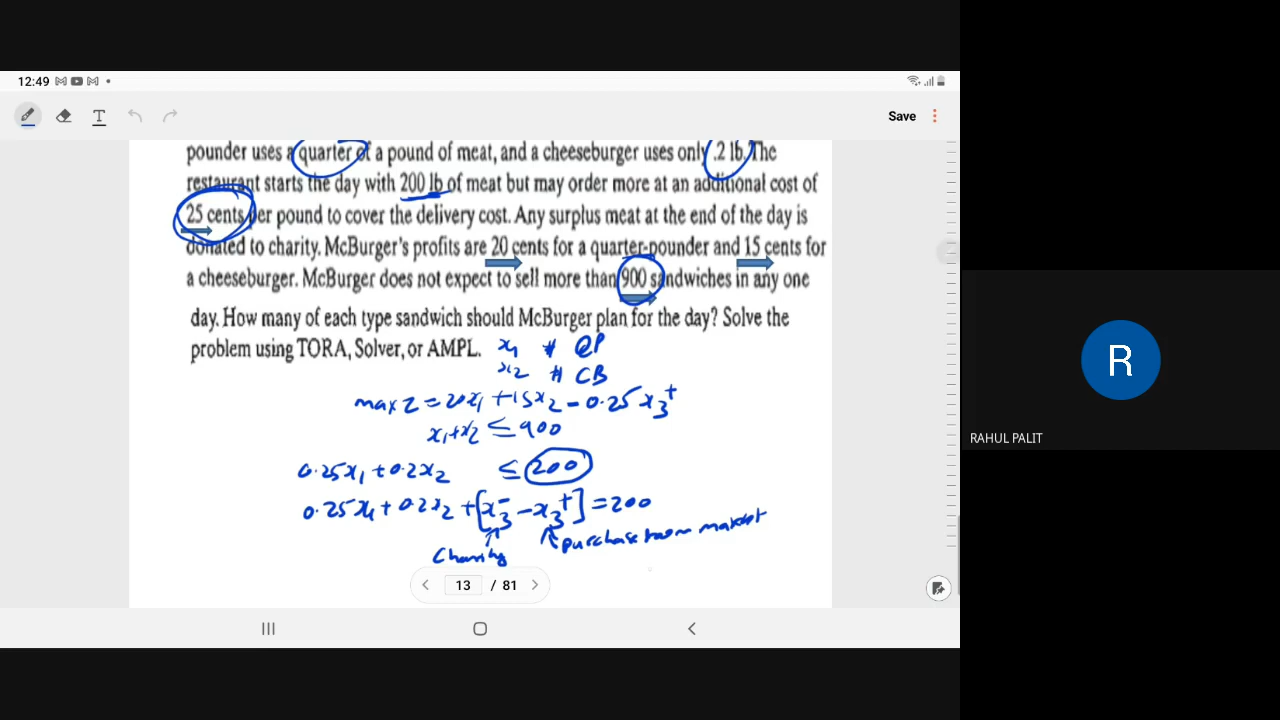 12:49
Save
pounder uses a quarter of a pound of meat, and a cheeseburger uses only .2 lb. The
restaurant starts the day with 200 lb of meat but may order more at an additional cost of
25 cents per pound to cover the delivery cost. Any surplus meat at the end of the day is
donated to charity. McBurger's profits are 20 cents for a quarter-pounder and 15 cents for
a cheeseburger. McBurger does not expect to sell more than 900 sandwiches in any one
day. How many of each type sandwich should McBurger plan for the day? Solve the
problem using TORA, Solver, or AMPL.
x₁ # QP
x₂ # CB
max Z = 20x₁ + 15x₂ - 0.25 x₃⁺
x₁+x₂ ≤ 900
0.25x₁ + 0.2x₂ ≤ 200
0.25x₁ + 0.2x₂ + [x₃⁻ - x₃⁺] = 200
Charity purchase from market
13 / 81
R
RAHUL PALIT